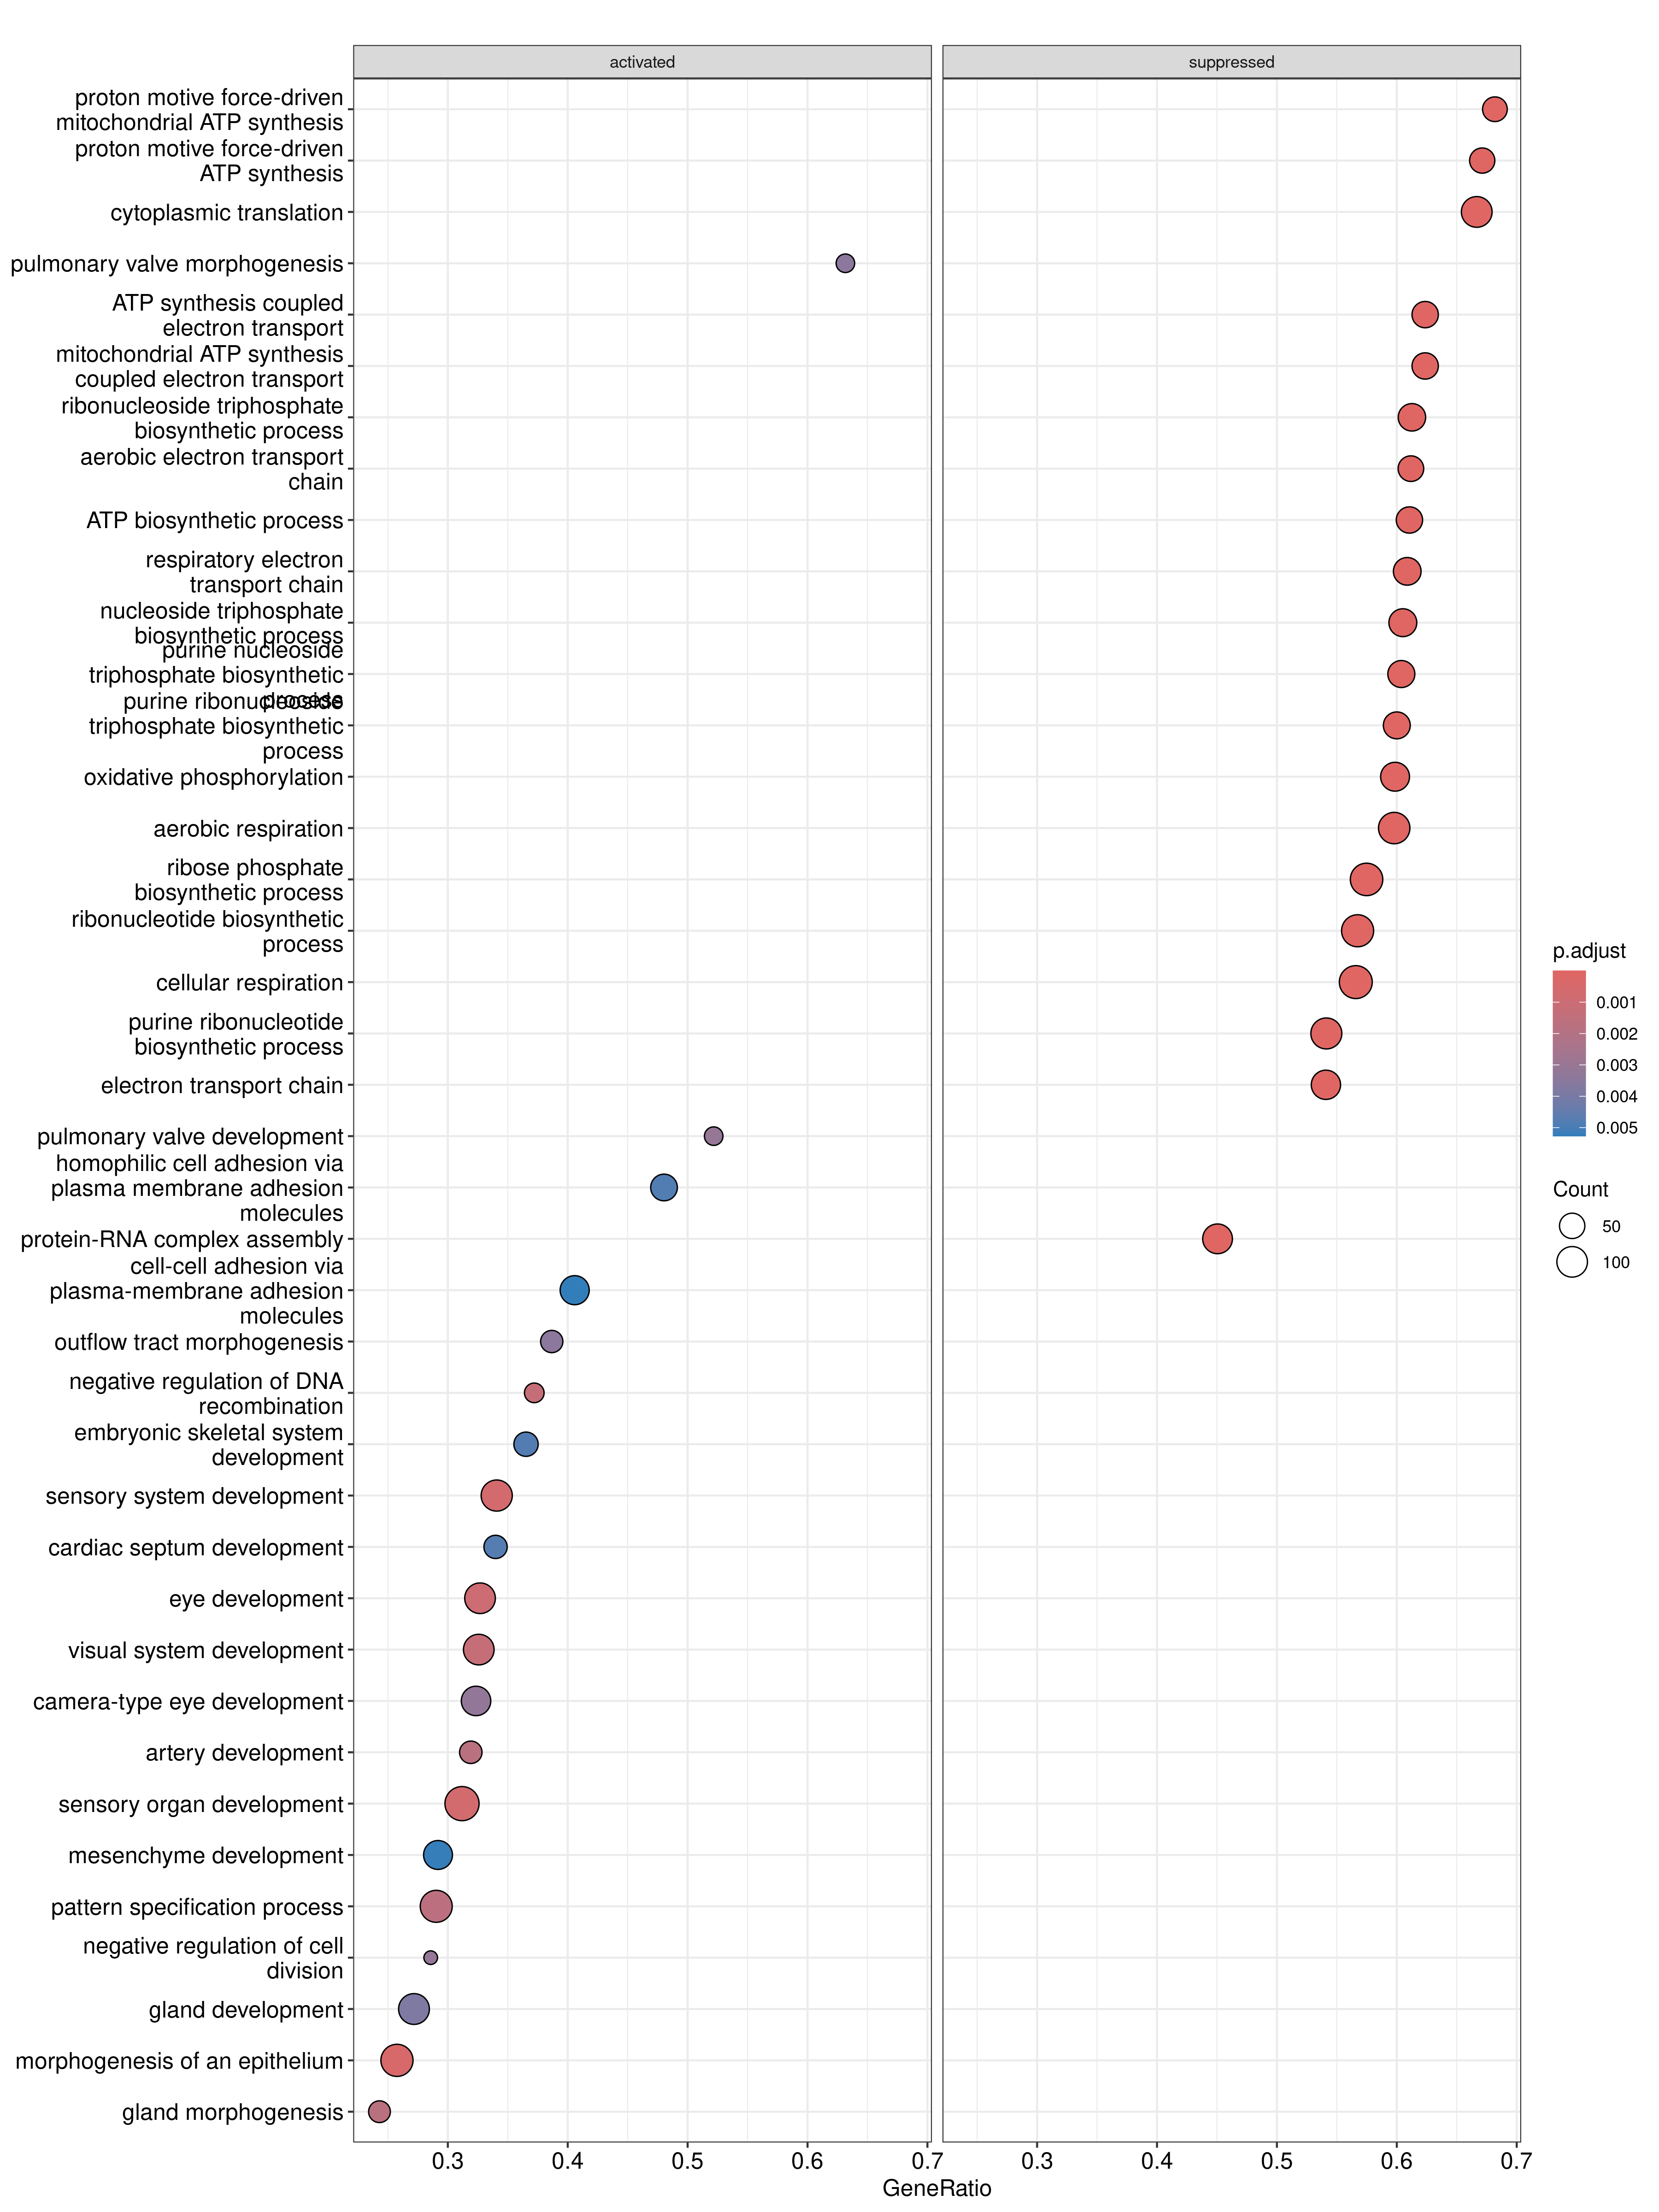 activated
suppressed
proton motive force-driven
mitochondrial ATP synthesis
proton motive force-driven
ATP synthesis
cytoplasmic translation
pulmonary valve morphogenesis
ATP synthesis coupled
electron transport
mitochondrial ATP synthesis
coupled electron transport
ribonucleoside triphosphate
biosynthetic process
aerobic electron transport
chain
ATP biosynthetic process
respiratory electron
transport chain
nucleoside triphosphate
biosynthetic process
purine nucleoside
triphosphate biosynthetic
process
purine ribonucleoside
triphosphate biosynthetic
process
oxidative phosphorylation
aerobic respiration
ribose phosphate
biosynthetic process
ribonucleotide biosynthetic
process
cellular respiration
purine ribonucleotide
biosynthetic process
electron transport chain
pulmonary valve development
homophilic cell adhesion via
plasma membrane adhesion
molecules
protein-RNA complex assembly
cell-cell adhesion via
plasma-membrane adhesion
molecules
outflow tract morphogenesis
negative regulation of DNA
recombination
embryonic skeletal system
development
sensory system development
cardiac septum development
eye development
visual system development
camera-type eye development
artery development
sensory organ development
mesenchyme development
pattern specification process
negative regulation of cell
division
gland development
morphogenesis of an epithelium
gland morphogenesis
0.3 0.4 0.5 0.6 0.7
0.3 0.4 0.5 0.6 0.7
GeneRatio
p.adjust
0.001
0.002
0.003
0.004
0.005
Count
50
100